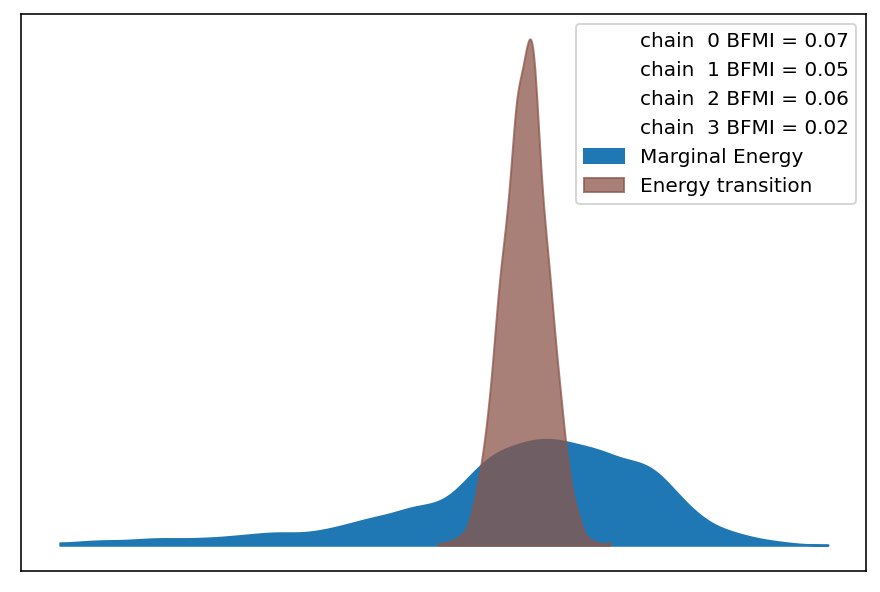 chain  0 BFMI = 0.07
chain  1 BFMI = 0.05
chain  2 BFMI = 0.06
chain  3 BFMI = 0.02
Marginal Energy
Energy transition